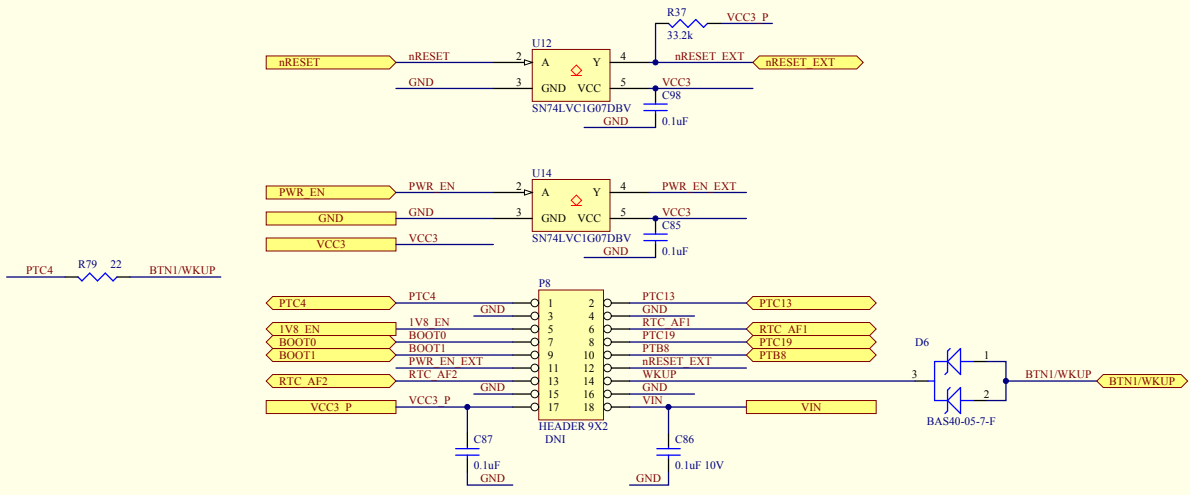 R37
VCC3_P
33.2k
U12
nRESET
nRESET
2
A
Y
4
nRESET_EXT
nRESET_EXT
GND
3
GND
VCC
5
VCC3
C98
SN74LVC1G07DBV
GND
0.1uF
U14
PWR_EN
PWR_EN
2
A
Y
4
PWR_EN_EXT
GND
GND
3
GND
VCC
5
VCC3
C85
SN74LVC1G07DBV
VCC3
VCC3
GND
0.1uF
PTC4
R79
22
BTN1/WKUP
P8
PTC4
PTC4
1
2
PTC13
PTC13
GND
3
4
GND
1V8_EN
1V8_EN
5
6
RTC_AF1
RTC_AF1
BOOT0
BOOT0
7
8
PTC19
PTC19
BOOT1
BOOT1
9
10
PTB8
PTB8
PWR_EN_EXT
11
12
nRESET_EXT
RTC_AF2
RTC_AF2
13
14
WKUP
GND
15
16
GND
VCC3_P
VCC3_P
17
18
VIN
VIN
D6
1
3
2
BTN1/WKUP
BTN1/WKUP
BAS40-05-7-F
HEADER 9X2
DNI
C87
0.1uF
GND
C86
0.1uF 10V
GND